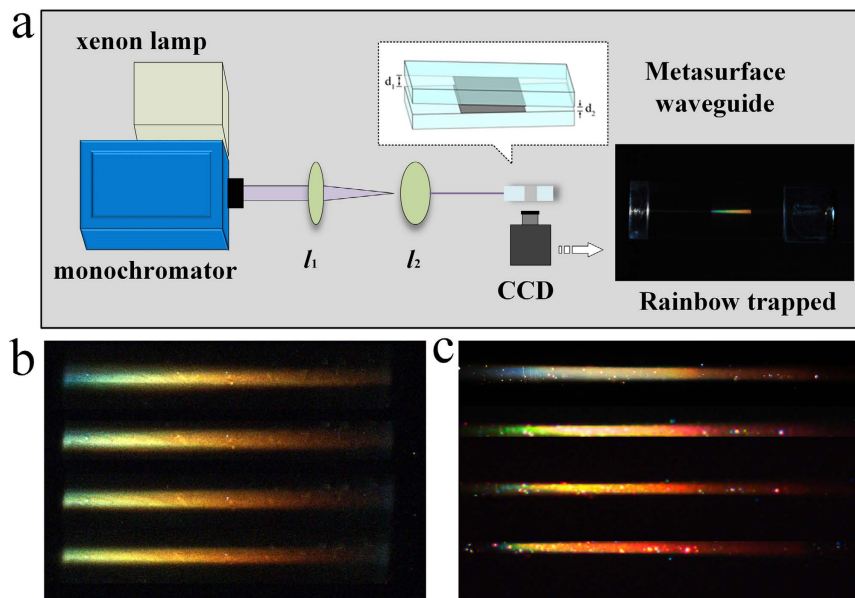 a
xenon lamp
d1
d2
Metasurface
waveguide
monochromator
l1
l2
CCD
Rainbow trapped
b
c